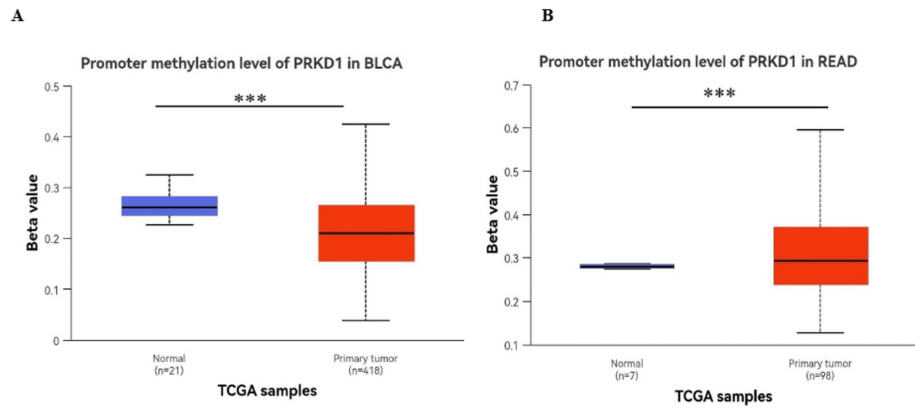 A
Promoter methylation level of PRKD1 in BLCA
***
0.5
0.4
0.3
0.2
0.1
0
Beta value
Normal
(n=21)
Primary tumor
(n=418)
TCGA samples
B
Promoter methylation level of PRKD1 in READ
***
0.7
0.6
0.5
0.4
0.3
0.2
0.1
Beta value
Normal
(n=7)
Primary tumor
(n=98)
TCGA samples